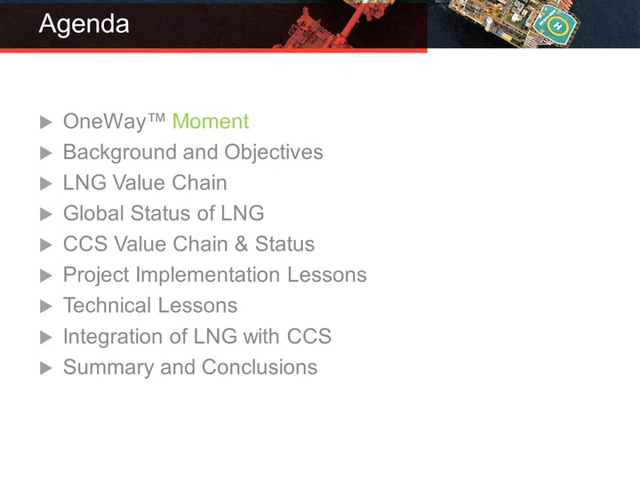 Agenda
OneWay™ Moment
Background and Objectives
LNG Value Chain
Global Status of LNG
CCS Value Chain & Status
Project Implementation Lessons
Technical Lessons
Integration of LNG with CCS
Summary and Conclusions
H